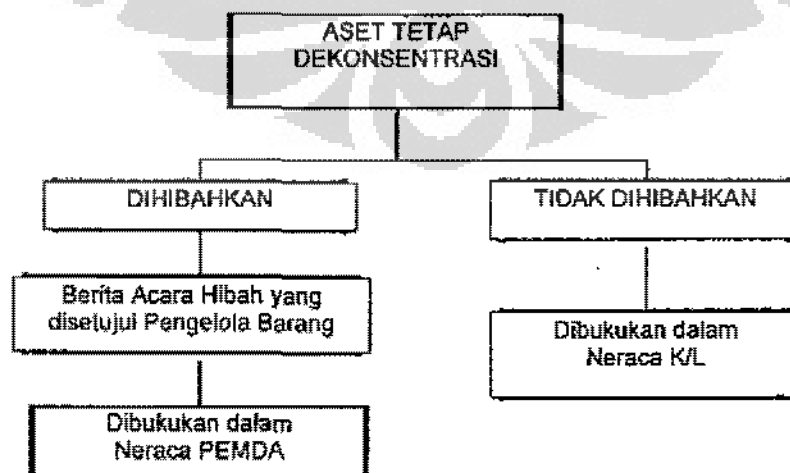 ASET TETAP
DEKONSENTRASI
DIHIBAHKAN
TIDAK DIHIBAHKAN
Berita Acara Hibah yang
disetujui Pengelola Barang
Dibukukan dalam
Neraca K/L
Dibukukan dalam
Neraca PEMDA